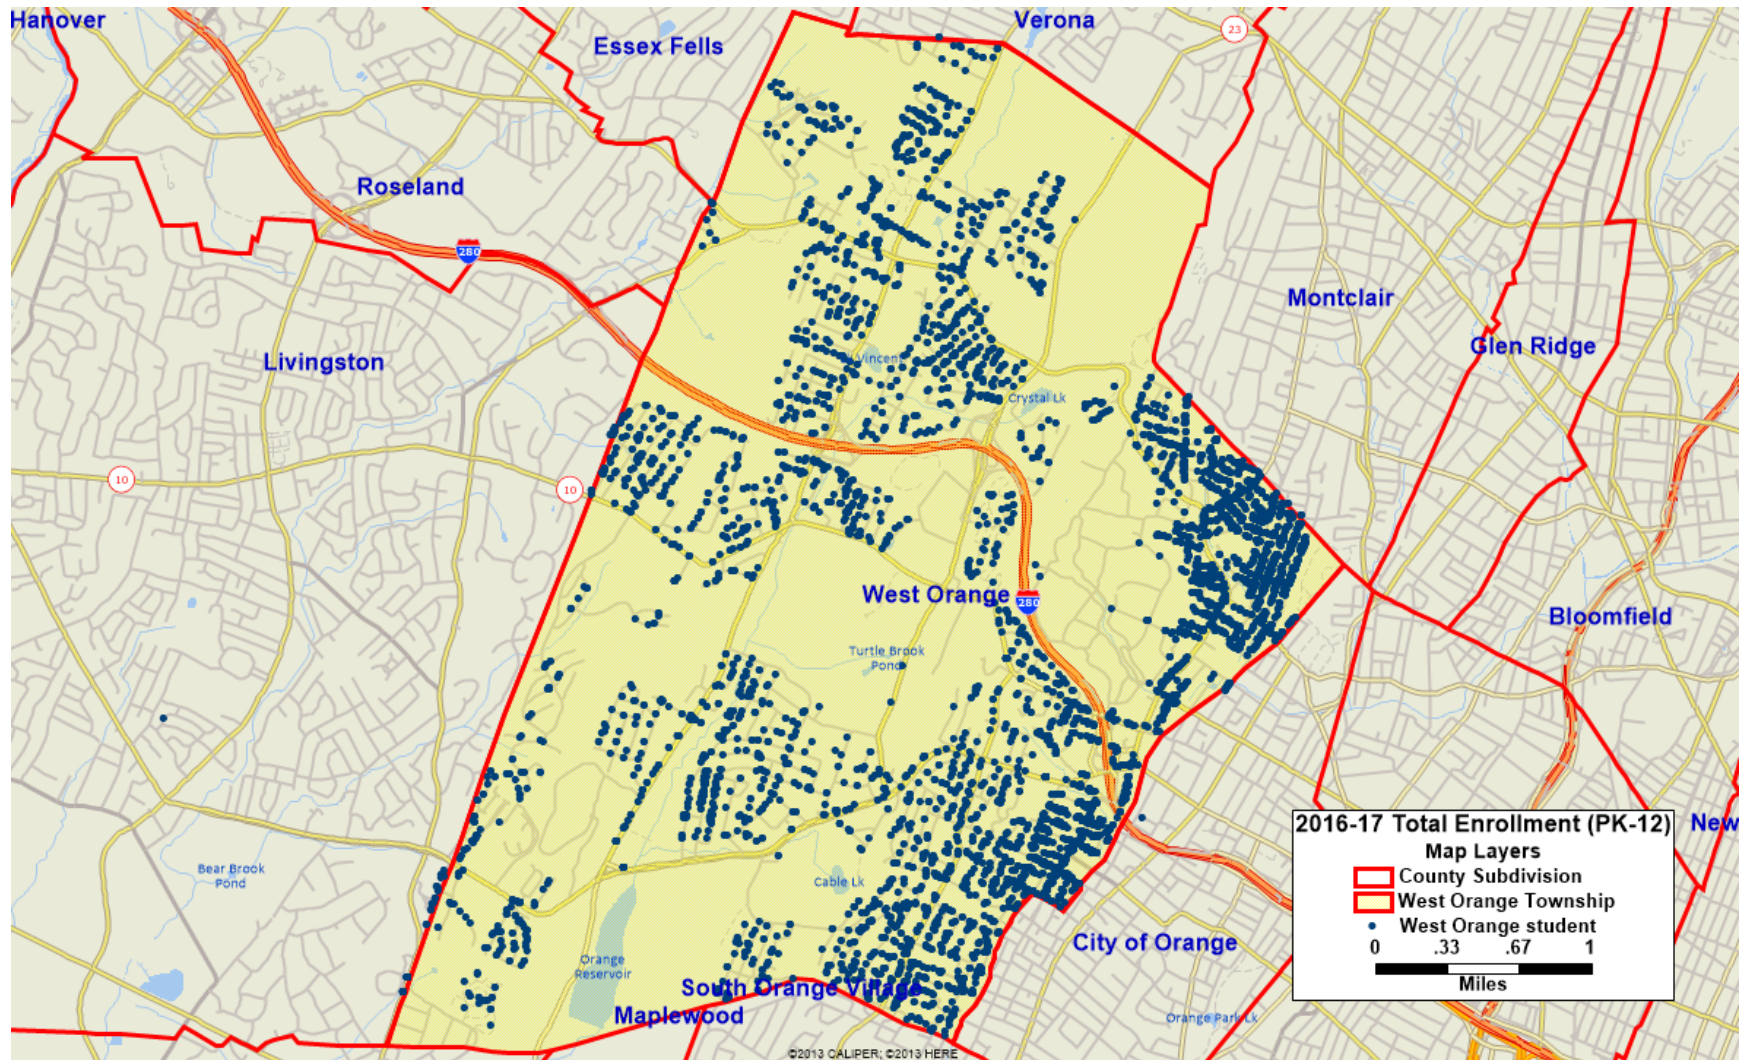 Hanover
Verona
23
Essex Fells
Roseland
280
Montclair
Glen Ridge
Livingston
Vincent
Crystal Lk
10
10
West Orange
280
Bloomfield
Turtle Brook
Pond
2016-17 Total Enrollment (PK-12)
Map Layers
County Subdivision
West Orange Township
West Orange student
0 .33 .67 1
Miles
New
Bear Brook
Pond
Cable Lk
City of Orange
Orange
Reservoir
South Orange Village
Maplewood
Orange Park Lk
©2013 CALIPER; ©2013 HERE